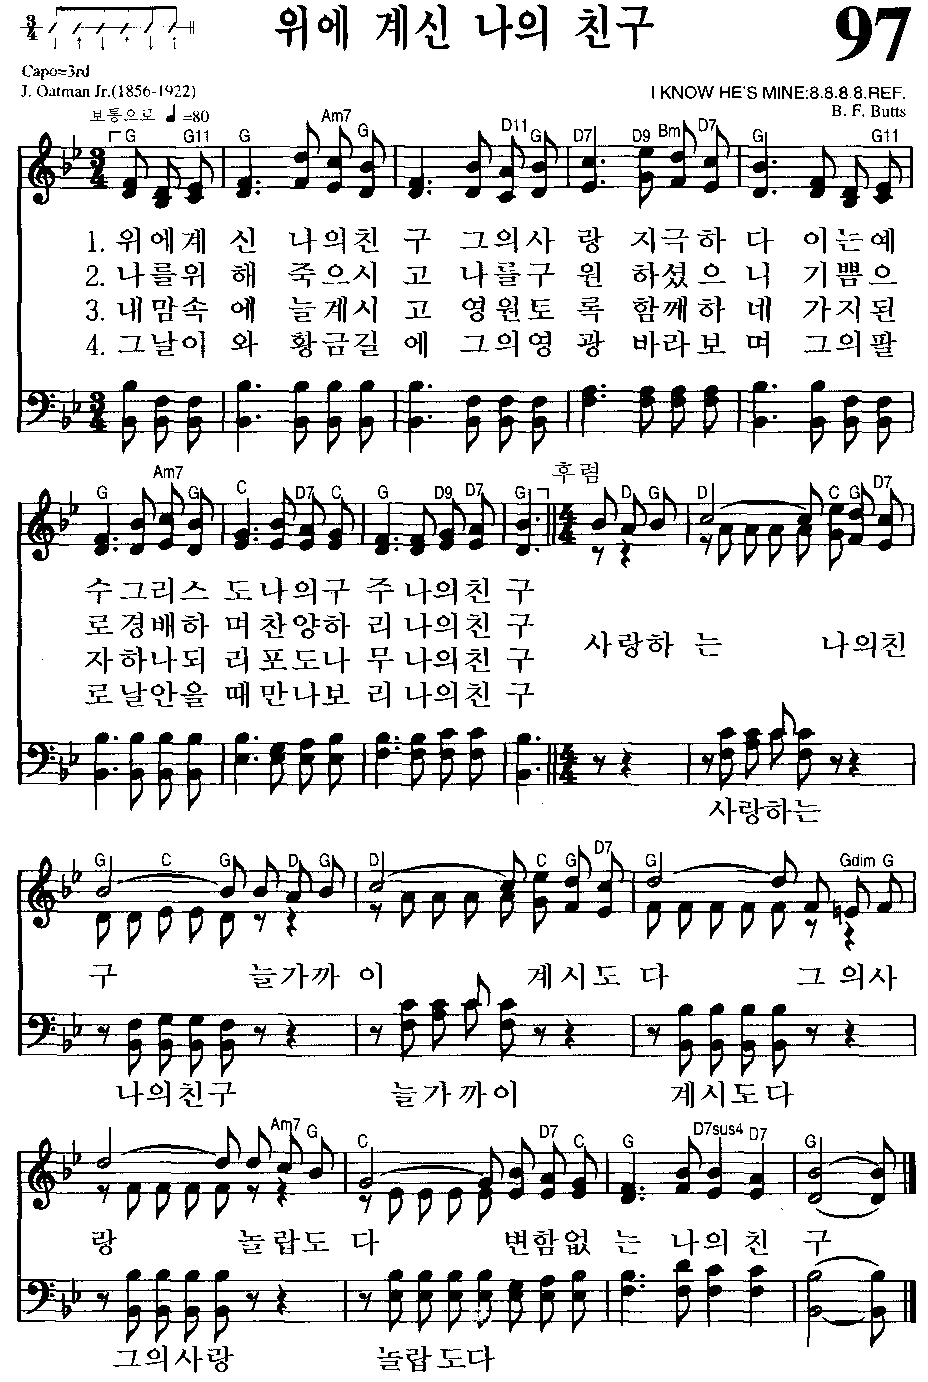 위에 계신 나의 친구 97
Capo=3rd
J. Oatman Jr.(1856-1922)
I KNOW HE'S MINE:8.8.8.8.REF.
B. F. Butts
보통으로 ♩=80
G G11 G Am7 D11 G D7 D9 Bm D7 G G11
1. 위에계 신 나의친 구 그의사 랑 지극하 다 이는예
2. 나를위 해 죽으시 고 나를구 원 하셨으 니 기쁨으
3. 내맘속 에 늘계시 고 영원토 록 함께하 네 가지된
4. 그날이 와 황금길 에 그의영 광 바라보 며 그의팔
후렴
G Am7 G C D7 C G D9 D7 G D G D C G D7
수그리스 도나의구 주나의친 구
로경배하 며찬양하 리나의친 구
자하나되 리포도나 무나의친 구
로날안을 때만나보 리나의친 구
사랑하 는 나의친
사랑하는
G C G D G D C G D7 G Gdim G
구 늘가까 이 계시도 다 그의사
나의친구 늘가까이 계시도다
Am7 G C D7 C G D7sus4 D7 G
랑 놀랍도 다 변함없 는 나의 친 구
그의사랑 놀랍도다